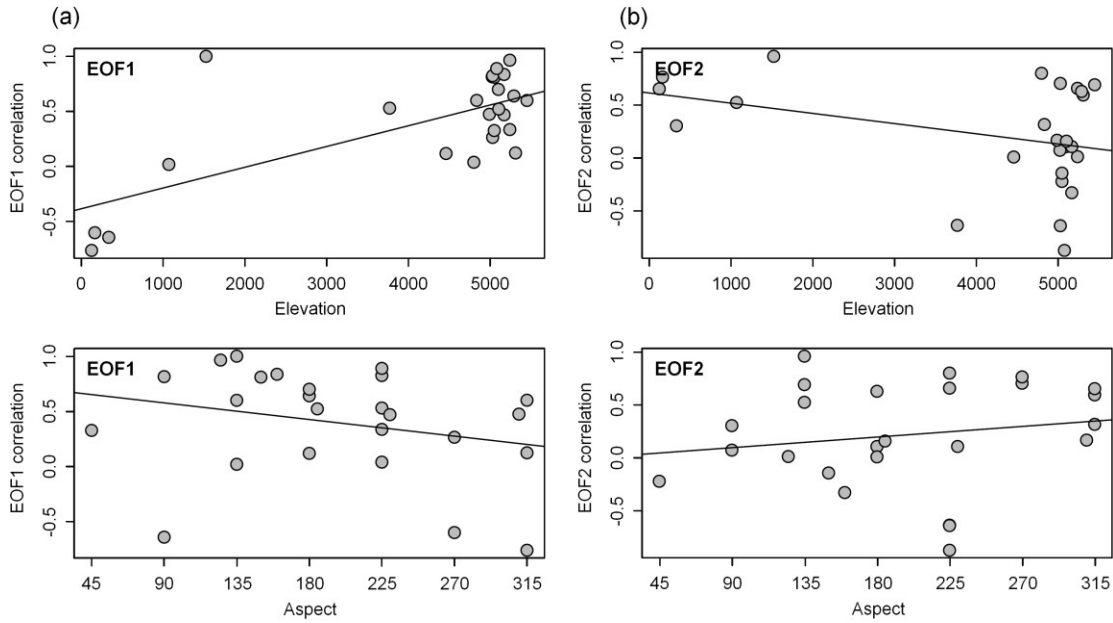 (a)
EOF1
EOF1 correlation
1.0
0.5
0.0
-0.5
0 1000 2000 3000 4000 5000
Elevation
(b)
EOF2
EOF2 correlation
1.0
0.5
0.0
-0.5
0 1000 2000 3000 4000 5000
Elevation
EOF1
EOF1 correlation
1.0
0.5
0.0
-0.5
45 90 135 180 225 270 315
Aspect
EOF2
EOF2 correlation
1.0
0.5
0.0
-0.5
45 90 135 180 225 270 315
Aspect